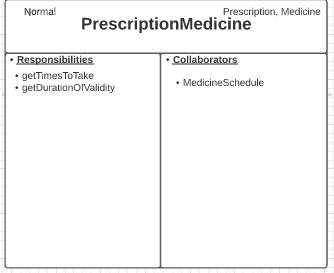 Normal Prescription, Medicine
PrescriptionMedicine
• Responsibilities
• getTimesToTake
• getDurationOfValidity
• Collaborators
• MedicineSchedule